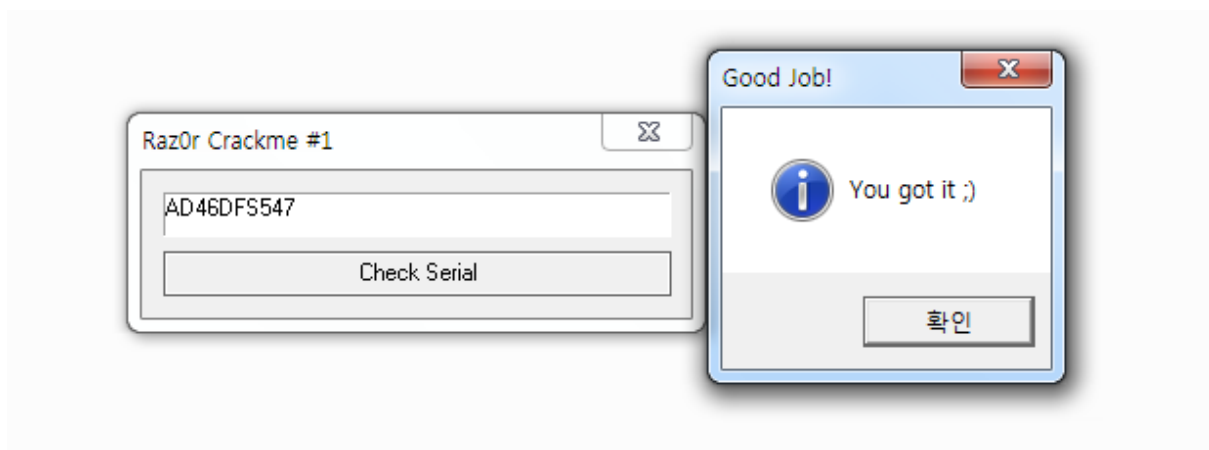 Raz0r Crackme #1
AD46DFS547
Check Serial
Good Job!
You got it ;)
확인